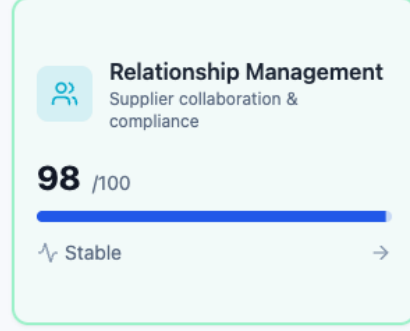 Relationship Management
Supplier collaboration &
compliance
98 /100
Stable